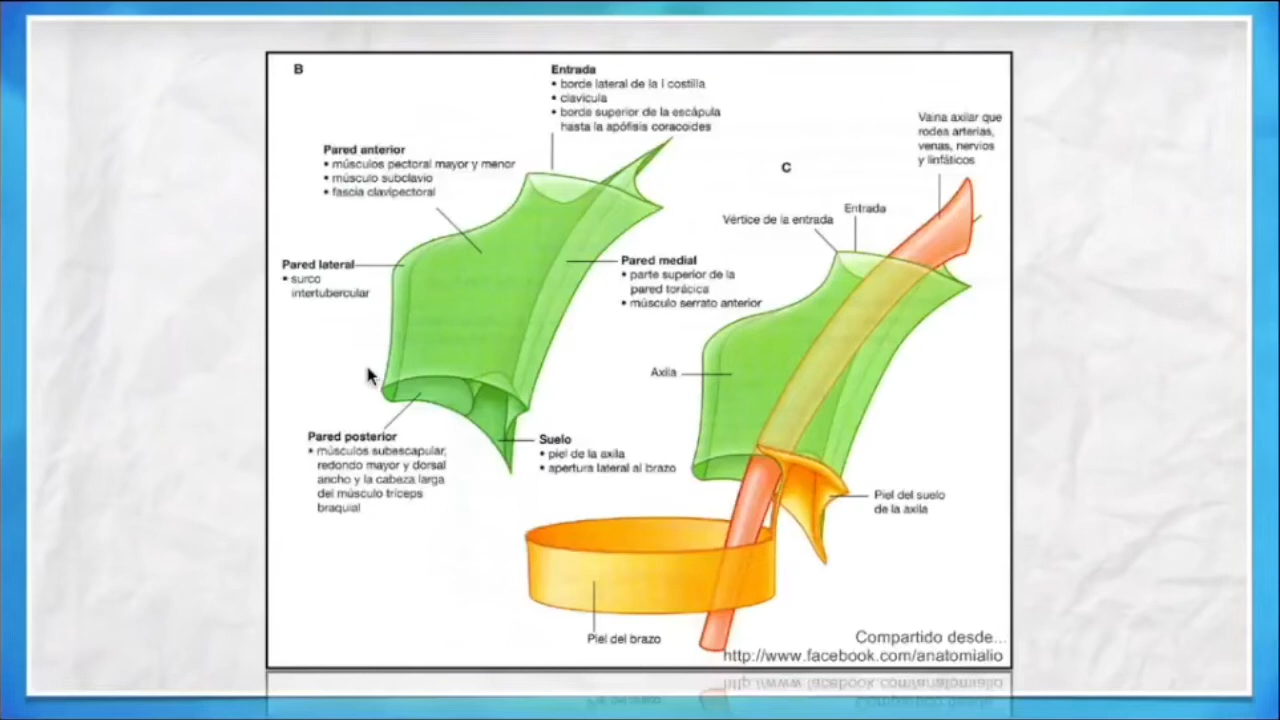 B
Entrada
• borde lateral de la I costilla
• clavícula
• borde superior de la escápula
hasta la apófisis coracoides
Pared anterior
• músculos pectoral mayor y menor
• músculo subclavio
• fascia clavipectoral
Pared lateral
• surco
intertubercular
Pared medial
• parte superior de la
pared torácica
• músculo serrato anterior
Pared posterior
• músculos subescapular,
redondo mayor y dorsal
ancho y la cabeza larga
del músculo tríceps
braquial
Suelo
• piel de la axila
• apertura lateral al brazo
C
Vaina axilar que
rodea arterias,
venas, nervios
y linfáticos
Vértice de la entrada
Entrada
Axila
Piel del suelo
de la axila
Piel del brazo
Compartido desde...
http://www.facebook.com/anatomialio